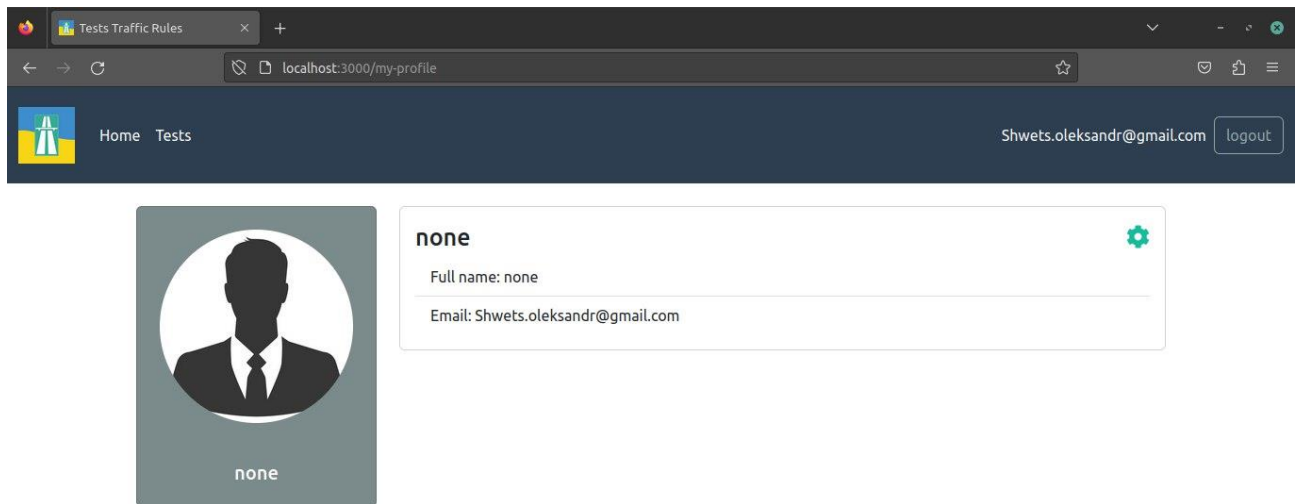 Tests Traffic Rules
localhost:3000/my-profile
Home Tests
Shwets.oleksandr@gmail.com logout
none
Full name: none
Email: Shwets.oleksandr@gmail.com
none